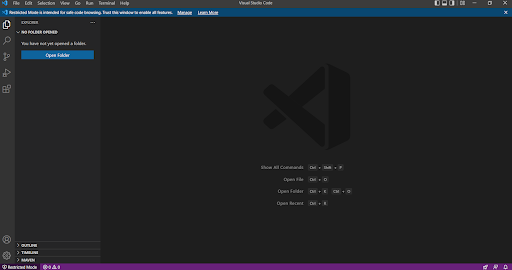 File Edit Selection View Go Run Terminal Help Visual Studio Code
Restricted Mode is intended for safe code browsing. Trust this window to enable all features. Manage Learn More
EXPLORER
NO FOLDER OPENED
You have not yet opened a folder.
Open Folder
Show All Commands Ctrl + Shift + P
Open File Ctrl + O
Open Folder Ctrl + K Ctrl + O
Open Recent Ctrl + R
OUTLINE
TIMELINE
MAVEN
Restricted Mode 0 0